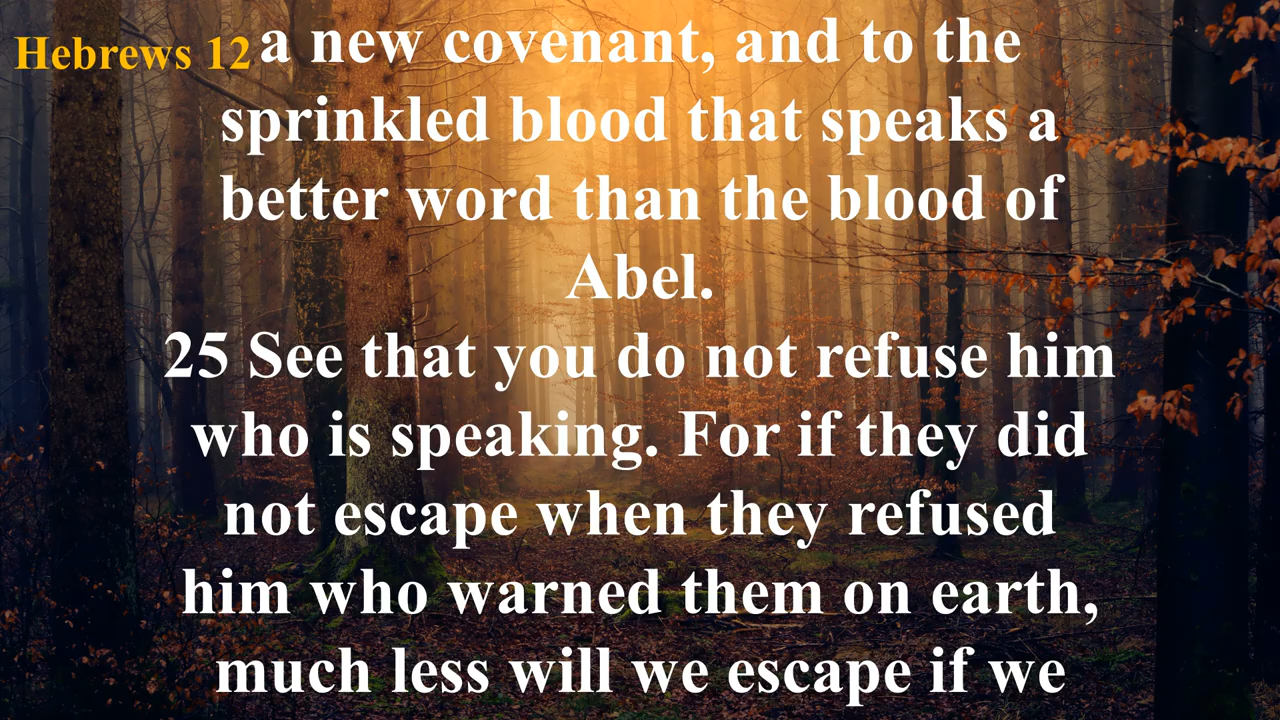 Hebrews 12
a new covenant, and to the
sprinkled blood that speaks a
better word than the blood of
Abel.
25 See that you do not refuse him
who is speaking. For if they did
not escape when they refused
him who warned them on earth,
much less will we escape if we